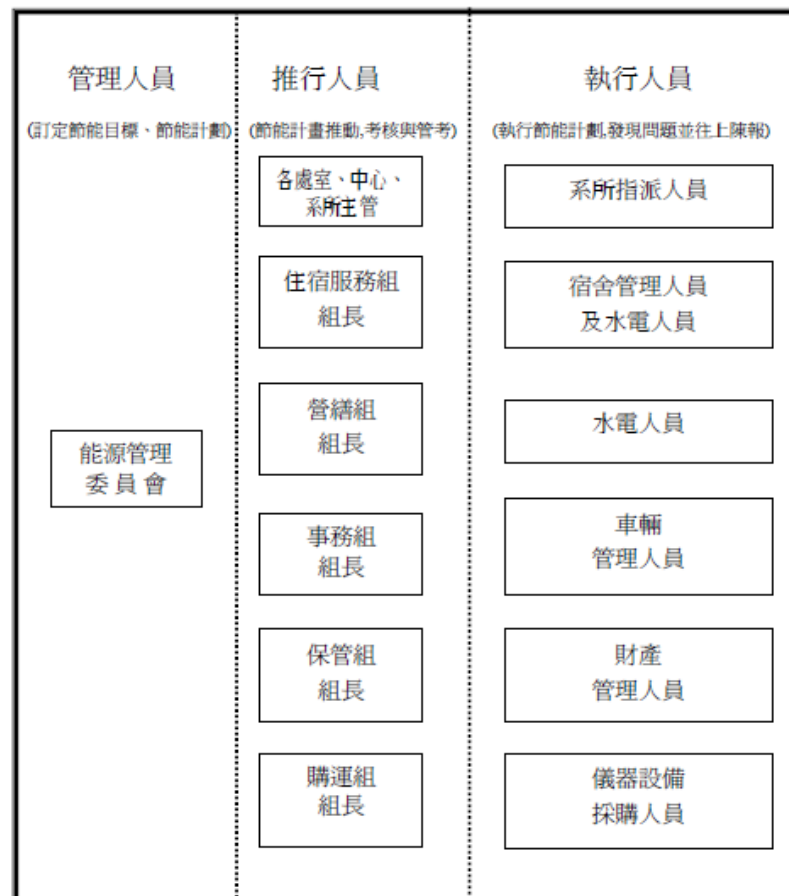 管理人員
推行人員
執行人員
(訂定節能目標、節能計劃)
(節能計畫推動,考核與管考)
(執行節能計劃,發現問題並往上陳報)
各處室、中心、
系所主管
系所指派人員
住宿服務組
組長
宿舍管理人員
及水電人員
營繕組
組長
水電人員
能源管理
委員會
事務組
組長
車輛
管理人員
保管組
組長
財產
管理人員
購運組
組長
儀器設備
採購人員